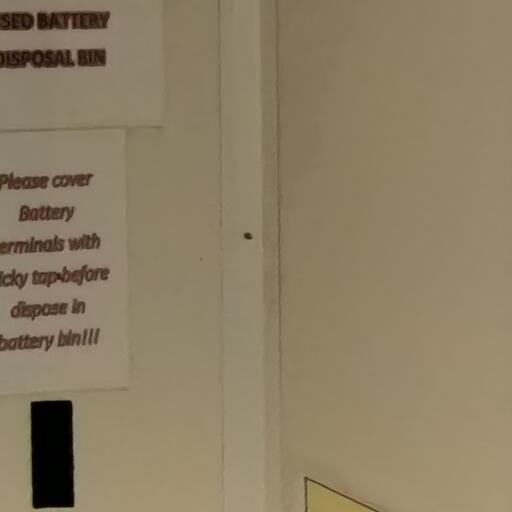 SED BATTERY
DISPOSAL BIN
Please cover
Battery
erminals with
icky tap before
dispose in
battery bin!!!